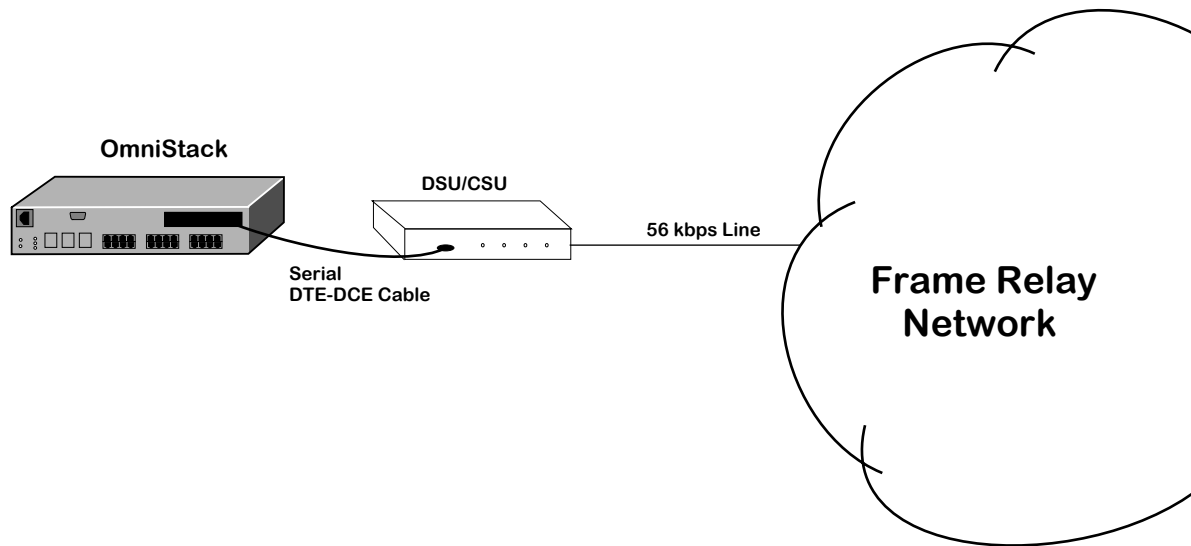 OmniStack
DSU/CSU
56 kbps Line
Serial
DTE-DCE Cable
Frame Relay
Network